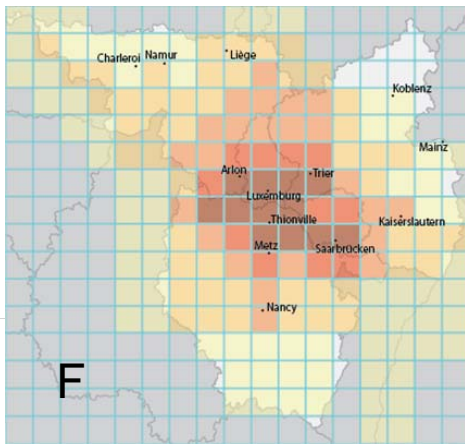 Charleroi Namur Liège
Koblenz
Mainz
Arlon Trier
Luxemburg
Thionville Kaiserslautern
Metz Saarbrücken
Nancy
F